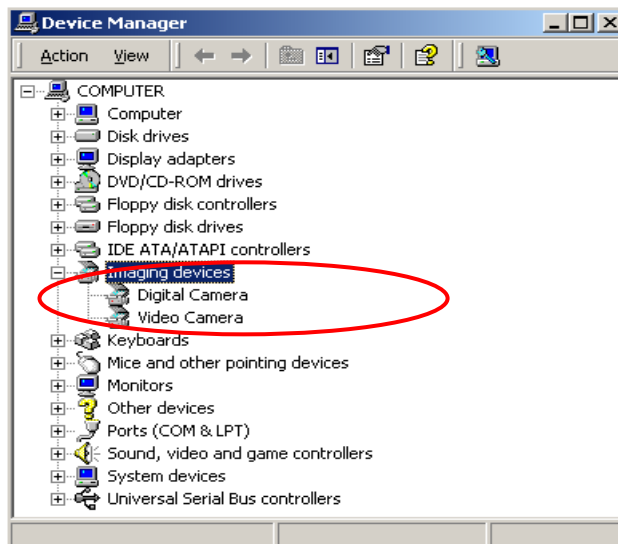 Device Manager
Action View
COMPUTER
Computer
Disk drives
Display adapters
DVD/CD-ROM drives
Floppy disk controllers
Floppy disk drives
IDE ATA/ATAPI controllers
Imaging devices
Digital Camera
Video Camera
Keyboards
Mice and other pointing devices
Monitors
Other devices
Ports (COM & LPT)
Sound, video and game controllers
System devices
Universal Serial Bus controllers